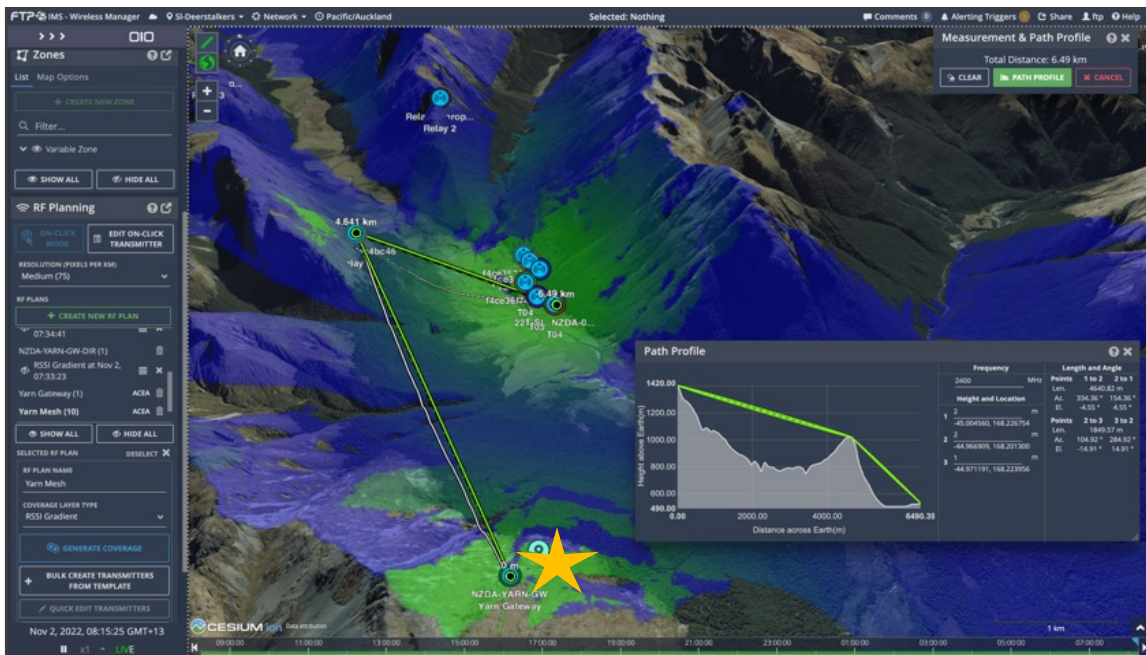 FTP IMS - Wireless Manager
SI-Deerstalkers
Network
Pacific/Auckland
Selected: Nothing
Comments 0
Alerting Triggers
Share
ftp
Help
> > >
Zones
List Map Options
+ CREATE NEW ZONE
Filter...
Variable Zone
SHOW ALL
HIDE ALL
RF Planning
ON-CLICK
MODE
EDIT ON-CLICK
TRANSMITTER
RESOLUTION (PIXELS PER KM)
Medium (75)
RF PLANS
+ CREATE NEW RF PLAN
07:34:41
NZDA-YARN-GW-DIR (1)
RSSI Gradient at Nov 2,
07:33:23
Yarn Gateway (1) ACEA
Yarn Mesh (10) ACEA
SHOW ALL
HIDE ALL
SELECTED RF PLAN DESELECT
RF PLAN NAME
Yarn Mesh
COVERAGE LAYER TYPE
RSSI Gradient
GENERATE COVERAGE
+ BULK CREATE TRANSMITTERS
FROM TEMPLATE
QUICK EDIT TRANSMITTERS
Nov 2, 2022, 08:15:25 GMT+13
x1 LIVE
Relay 2
4.641 km
6.49 km
T04
T04
0 m
NZDA-YARN-GW
Yarn Gateway
CESIUM ion Data attribution
1 km
09:00:00 11:00:00 13:00:00 15:00:00 17:00:00 01:00:00 03:00:00 05:00:00 07:00:00
Measurement & Path Profile
Total Distance: 6.49 km
CLEAR
PATH PROFILE
CANCEL
Path Profile
Height above Earth(m)
1420.00
1200.00
1000.00
800.00
600.00
490.00
0.00 2000.00 4000.00 6490.39
Distance across Earth(m)
Frequency
2400 MHz
Height and Location
1 2 m
-45.004560, 168.226754
2 2 m
-44.966909, 168.201300
3 1 m
-44.971191, 168.223956
Length and Angle
Points 1 to 2 2 to 1
Len. 4640.82 m
Az. 334.36 ° 154.36 °
El. -4.55 ° 4.55 °
Points 2 to 3 3 to 2
Len. 1849.57 m
Az. 104.92 ° 284.92 °
El. -14.91 ° 14.91 °